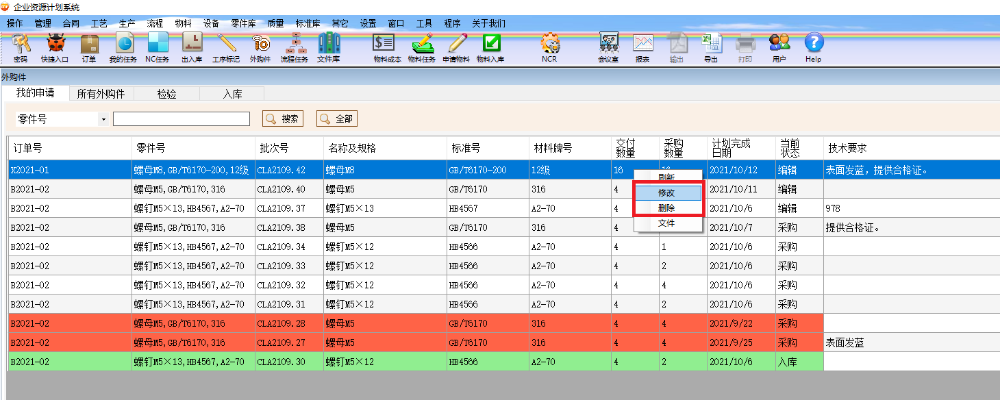 企业资源计划系统
操作 管理 合同 工艺 生产 流程 物料 设备 零件库 质量 标准库 其它 设置 窗口 工具 程序 关于我们
密码 快捷入口 订单 我的任务 NC任务 出入库 工序标记 外购件 流程任务 文件库 物料成本 物料任务 申请物料 物料入库 NCR 会议室 报表 输出 导出 打印 用户 Help
外购件
我的申请 所有外购件 检验 入库
零件号 搜索 全部
订单号 零件号 批次号 名称及规格 标准号 材料牌号 交付数量 采购数量 计划完成日期 当前状态 技术要求
X2021-01 螺母M8,GB/T6170-200,12级 CLA2109.42 螺母M8 GB/T6170-200 12级 16 16 2021/10/12 编辑 表面发蓝，提供合格证。
刷新
B2021-02 螺母M5,GB/T6170,316 CLA2109.40 螺母M5 GB/T6170 316 4 2021/10/11 编辑
修改
B2021-02 螺钉M5×13,HB4567,A2-70 CLA2109.37 螺钉M5×13 HB4567 A2-70 4 2021/10/6 编辑 978
删除
B2021-02 螺母M5,GB/T6170,316 CLA2109.38 螺母M5 GB/T6170 316 4 2021/10/7 采购 提供合格证。
文件
B2021-02 螺钉M5×13,HB4567,A2-70 CLA2109.34 螺钉M5×12 HB4566 A2-70 4 1 2021/10/6 采购
B2021-02 螺钉M5×13,HB4567,A2-70 CLA2109.33 螺钉M5×12 HB4566 A2-70 4 2 2021/10/6 采购
B2021-02 螺钉M5×13,HB4567,A2-70 CLA2109.32 螺钉M5×12 HB4566 A2-70 4 4 2021/10/6 采购
B2021-02 螺钉M5×13,HB4567,A2-70 CLA2109.31 螺钉M5×12 HB4566 A2-70 4 2 2021/10/6 采购
B2021-02 螺母M5,GB/T6170,316 CLA2109.28 螺母M5 GB/T6170 316 4 4 2021/9/22 采购
B2021-02 螺母M5,GB/T6170,316 CLA2109.27 螺母M5 GB/T6170 316 4 4 2021/9/25 采购 表面发蓝
B2021-02 螺钉M5×13,HB4567,A2-70 CLA2109.30 螺钉M5×12 HB4566 A2-70 4 2 2021/10/6 入库